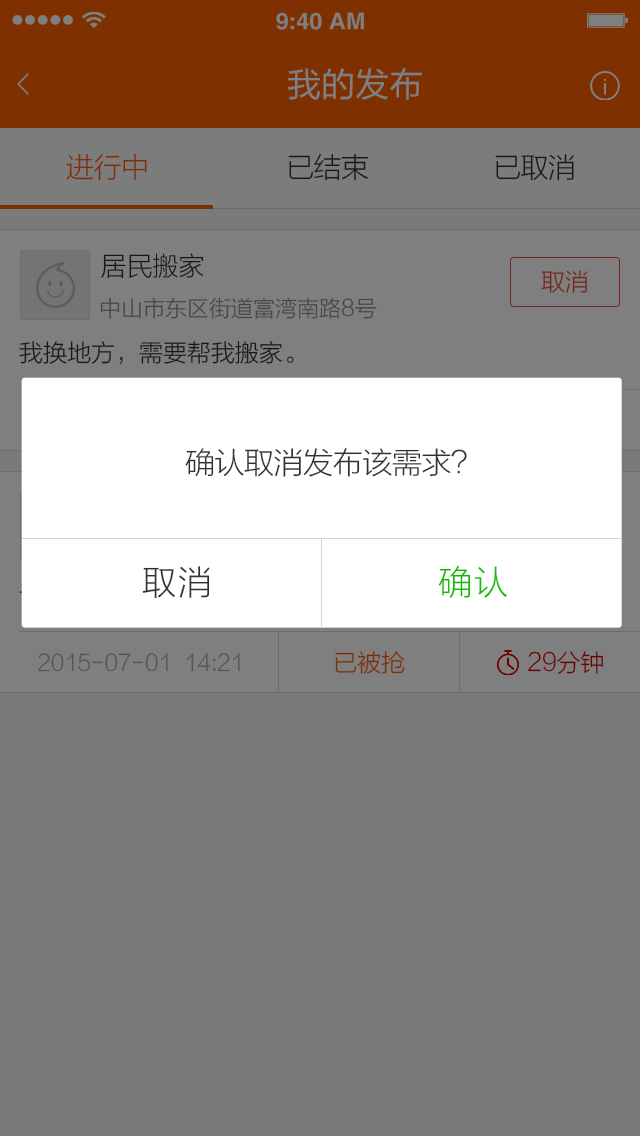 9:40 AM
我的发布
进行中 已结束 已取消
居民搬家
取消
中山市东区街道富湾南路8号
我换地方，需要帮我搬家。
确认取消发布该需求?
取消 确认
2015-07-01 14:21 已被抢 29分钟